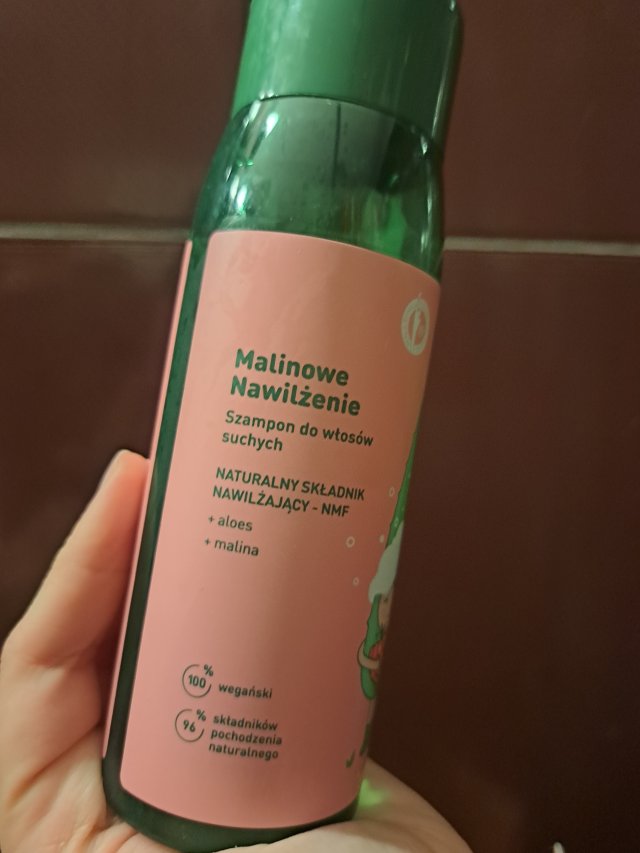 Malinowe
Nawilżenie
Szampon do włosów
suchych
NATURALNY SKŁADNIK
NAWILŻAJĄCY - NMF
+ aloes
+ malina
100% wegański
96% składników
pochodzenia
naturalnego